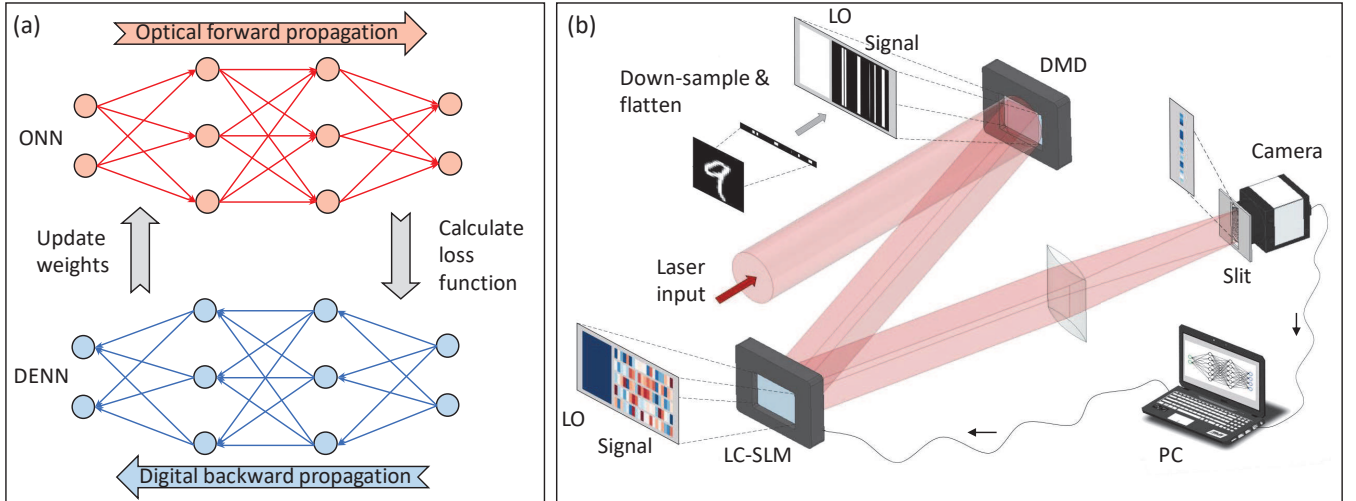 (a)
Optical forward propagation
ONN
Update
weights
Calculate
loss
function
DENN
Digital backward propagation
(b)
LO
Signal
DMD
Down-sample &
flatten
Camera
Laser
input
Slit
LO
Signal
LC-SLM
PC